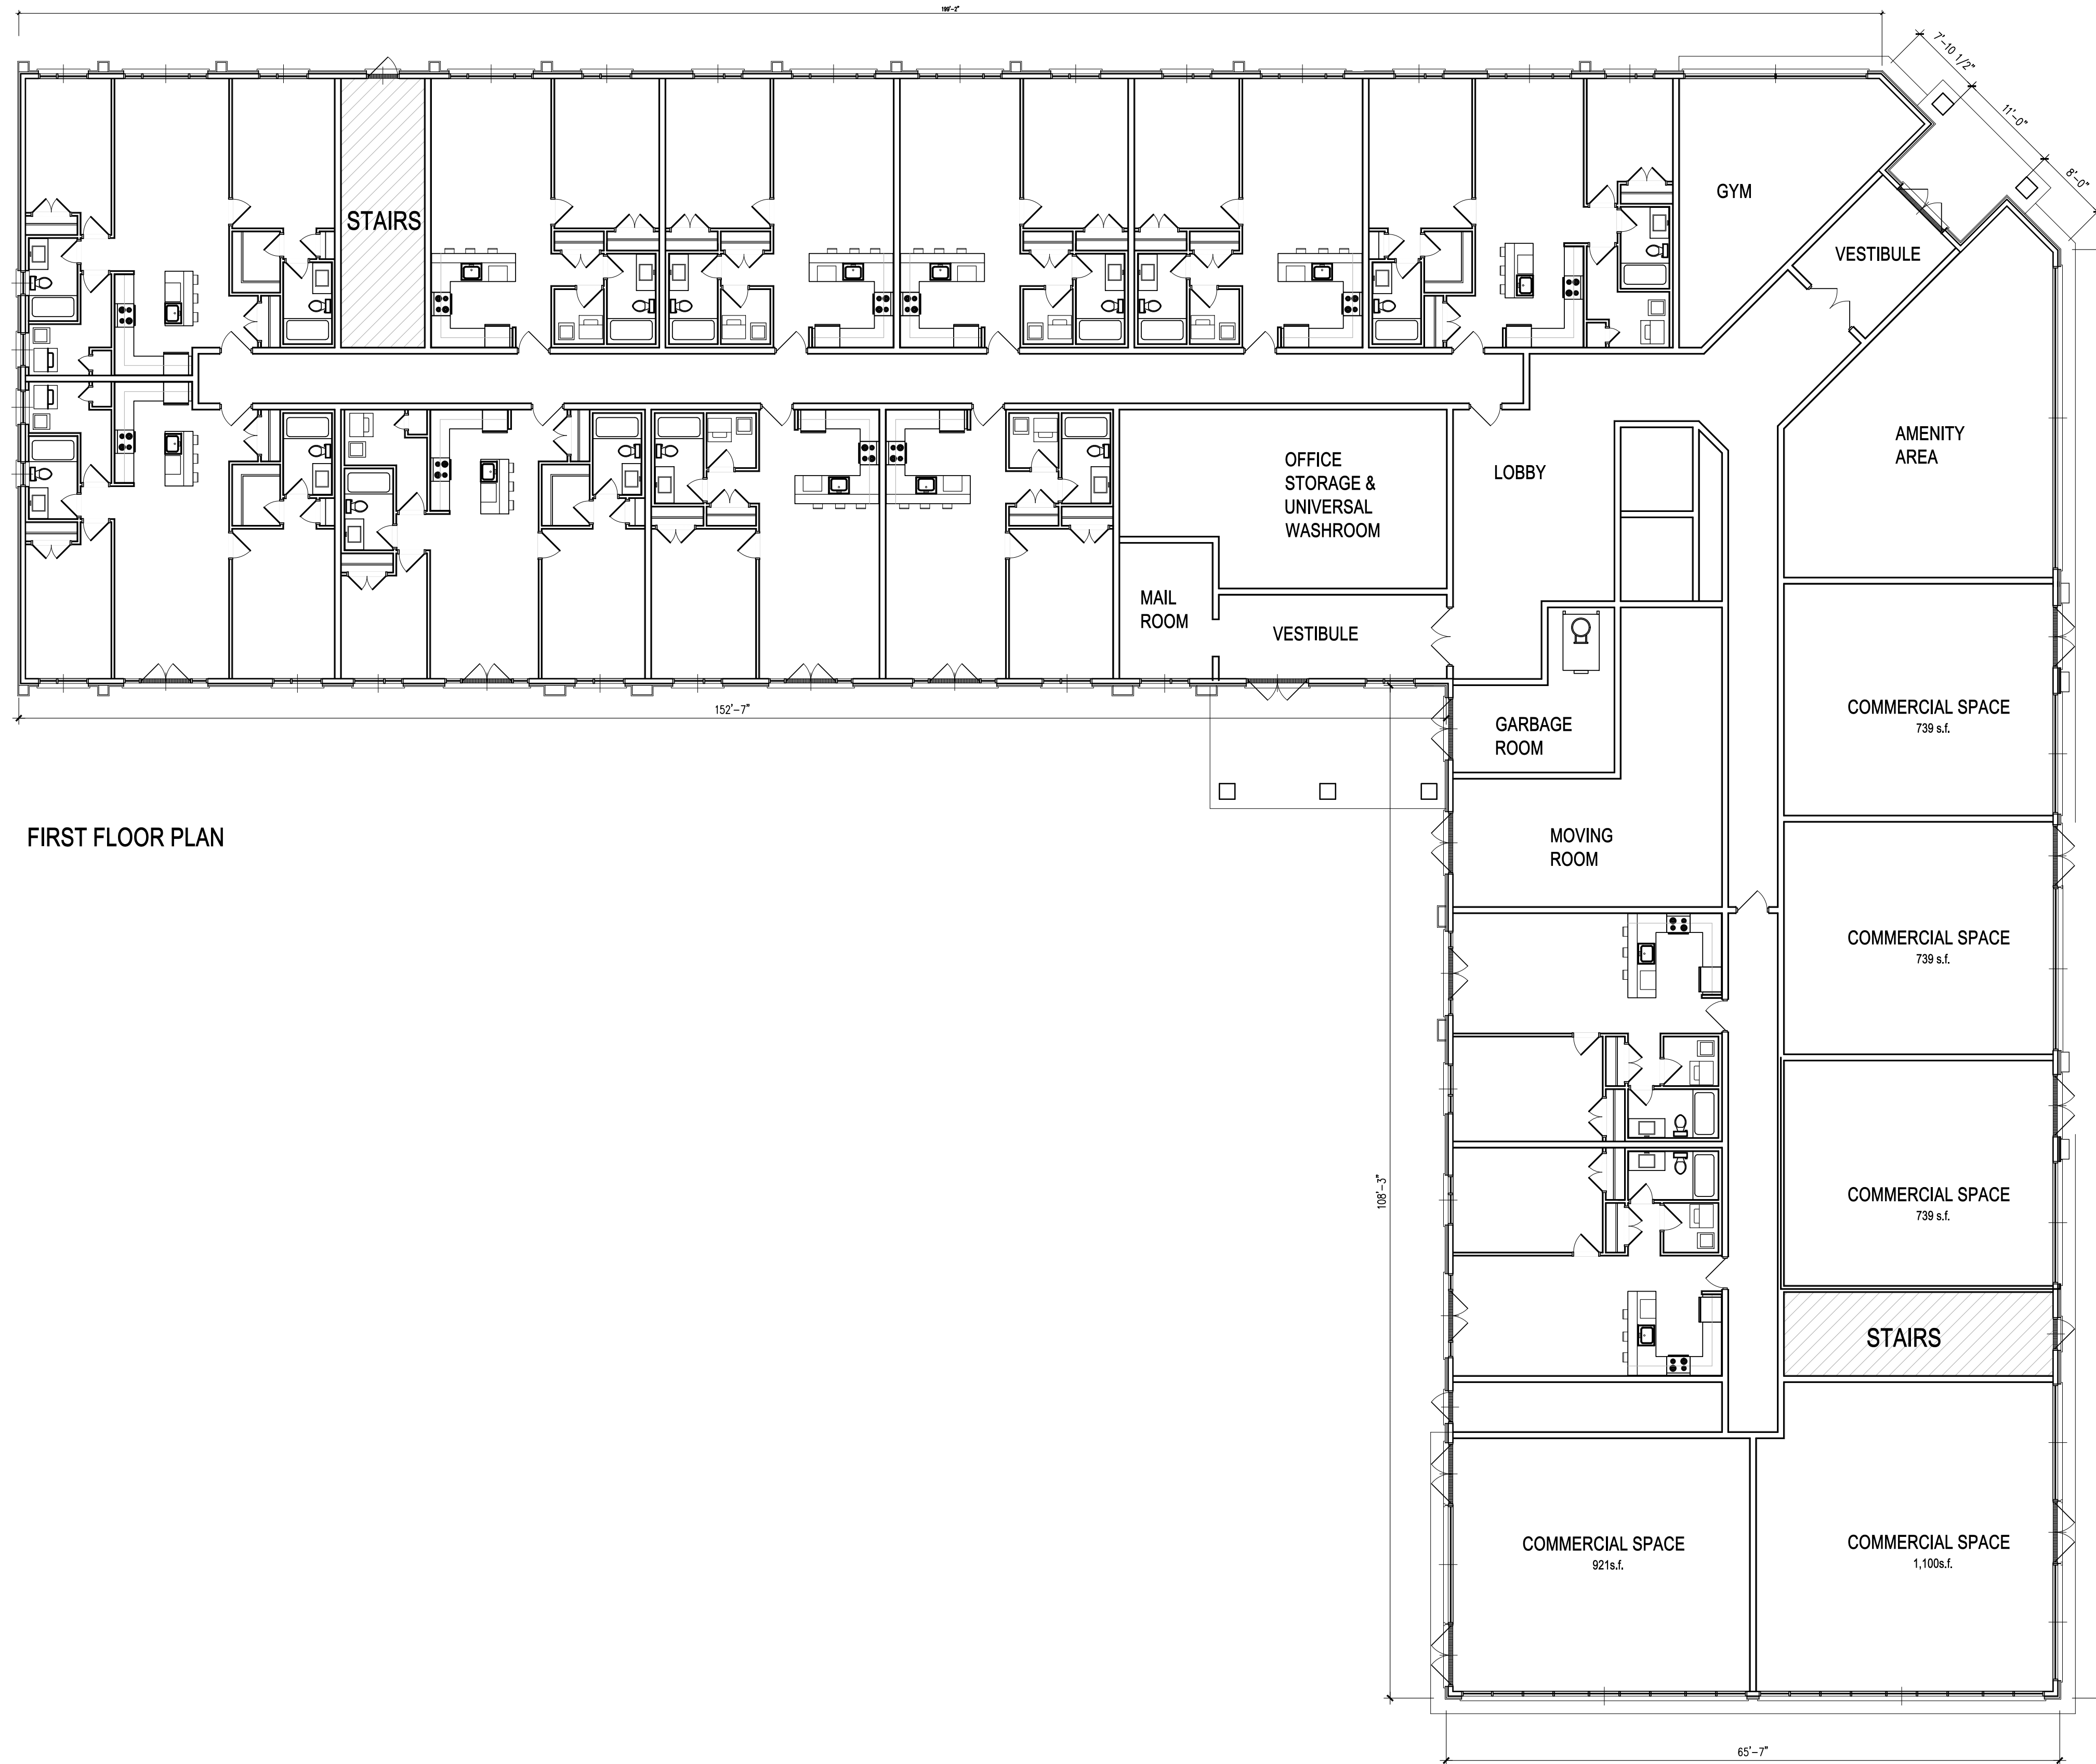 199'-2"
7'-10 1/2"
11'-0"
8'-0"
STAIRS
GYM
VESTIBULE
AMENITY
AREA
OFFICE
STORAGE &
UNIVERSAL
WASHROOM
LOBBY
MAIL
ROOM
VESTIBULE
152'-7"
GARBAGE
ROOM
COMMERCIAL SPACE
739 s.f.
FIRST FLOOR PLAN
MOVING
ROOM
COMMERCIAL SPACE
739 s.f.
108'-3"
COMMERCIAL SPACE
739 s.f.
STAIRS
COMMERCIAL SPACE
921s.f.
COMMERCIAL SPACE
1,100s.f.
65'-7"